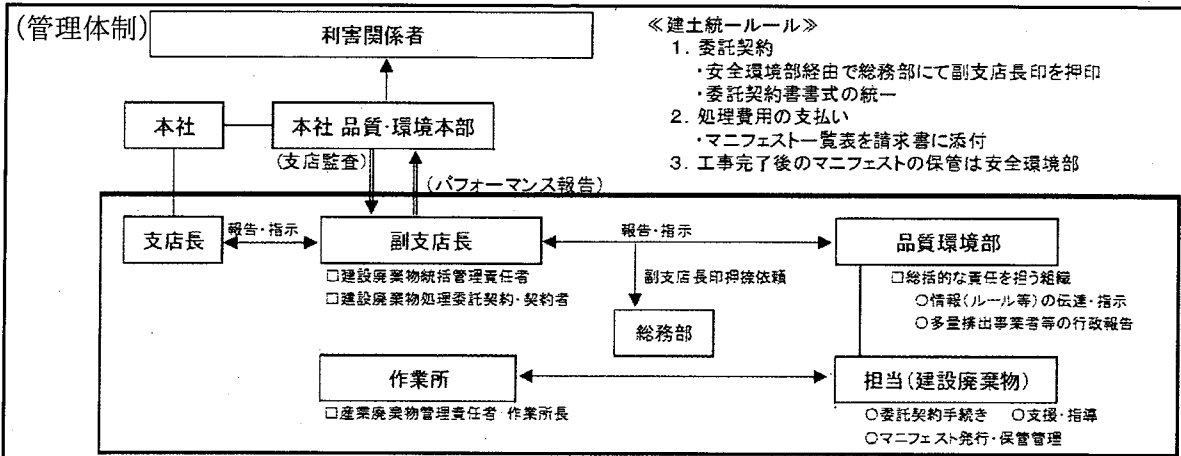 (管理体制)
利害関係者
≪建土統一ルール≫
1. 委託契約
・安全環境部経由で総務部にて副支店長印を押印
・委託契約書書式の統一
2. 処理費用の支払い
・マニフェスト一覧表を請求書に添付
3. 工事完了後のマニフェストの保管は安全環境部
本社
本社 品質・環境本部
(支店監査)
(パフォーマンス報告)
支店長
報告・指示
副支店長
報告・指示
品質環境部
□建設廃棄物統括管理責任者
□建設廃棄物処理委託契約・契約者
副支店長印押捺依頼
□総括的な責任を担う組織
○情報(ルール等)の伝達・指示
○多量排出事業者等の行政報告
総務部
作業所
担当(建設廃棄物)
□産業廃棄物管理責任者 作業所長
○委託契約手続き ○支援・指導
○マニフェスト発行・保管管理